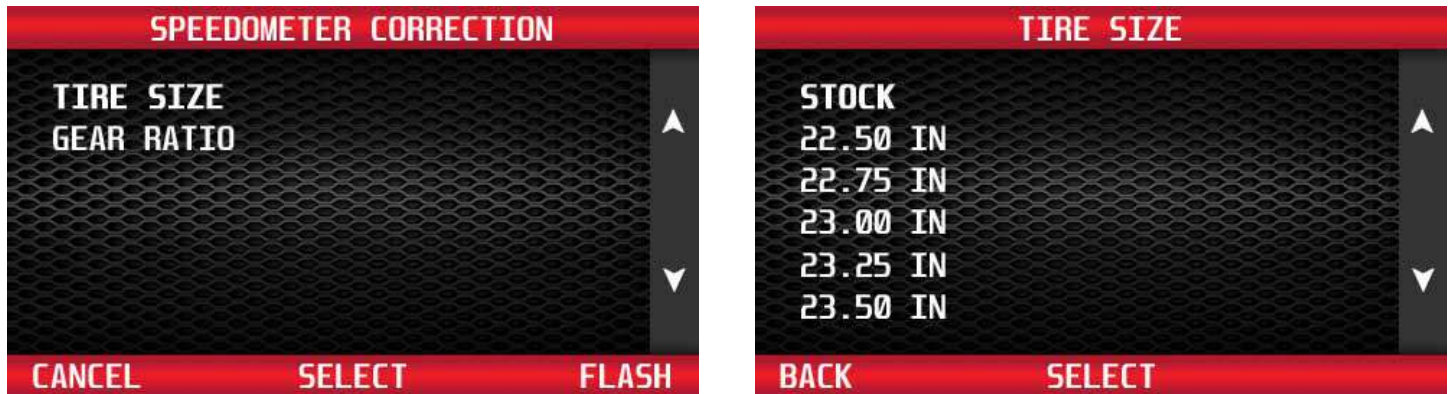 SPEEDOMETER CORRECTION
TIRE SIZE
GEAR RATIO
CANCEL SELECT FLASH
TIRE SIZE
STOCK
22.50 IN
22.75 IN
23.00 IN
23.25 IN
23.50 IN
BACK SELECT